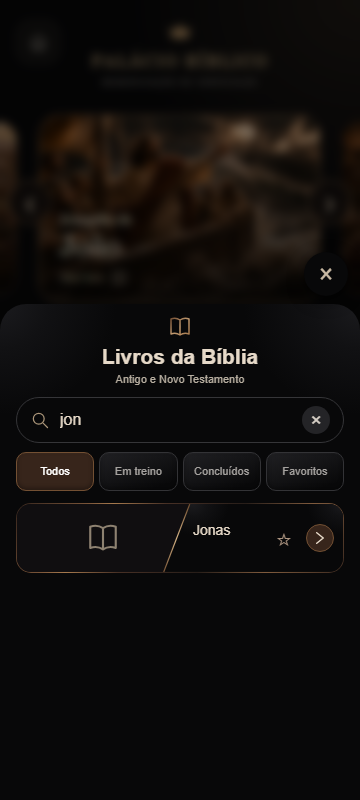 Livros da Bíblia
Antigo e Novo Testamento
jon
Todos
Em treino
Concluídos
Favoritos
Jonas